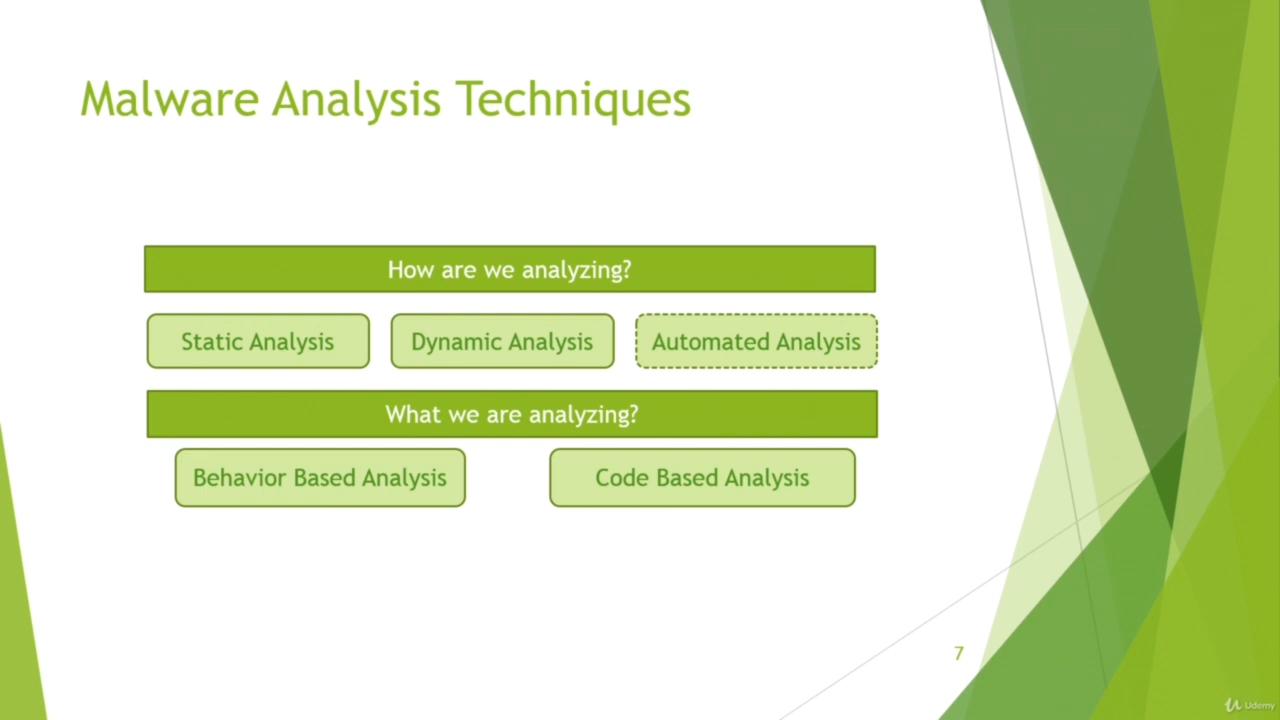 Malware Analysis Techniques
How are we analyzing?
Static Analysis
Dynamic Analysis
Automated Analysis
What we are analyzing?
Behavior Based Analysis
Code Based Analysis
7
Udemy